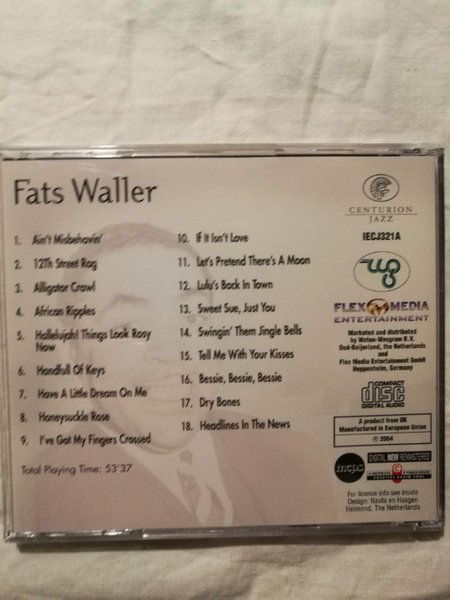 Fats Waller
1. Ain't Misbehavin'
2. 12Th Street Rag
3. Alligator Crawl
4. African Ripples
5. Hallelujah! Things Look Rosy
Now
6. Handfull Of Keys
7. Have A Little Dream On Me
8. Honeysuckle Rose
9. I've Got My Fingers Crossed
Total Playing Time: 53'37
10. If It Isn't Love
11. Let's Pretend There's A Moon
12. Lulu's Back In Town
13. Sweet Sue, Just You
14. Swingin' Them Jingle Bells
15. Tell Me With Your Kisses
16. Bessie, Bessie, Bessie
17. Dry Bones
18. Headlines In The News
CENTURION
JAZZ
IECJ321A
FLEX MEDIA
ENTERTAINMENT
Marketed and distributed
by Wirton-Wesgram B.V.
Oud-Beijerland, the Netherlands
and
Flex Media Entertainment GmbH
Heppenheim, Germany
COMPACT
disc
DIGITAL AUDIO
A product from UK
Manufactured in European Union
℗ 2004
mcps
DIGITAL NEW REMASTERED
For license info see inside
Design: Nauta en Haagen
Helmond, The Netherlands